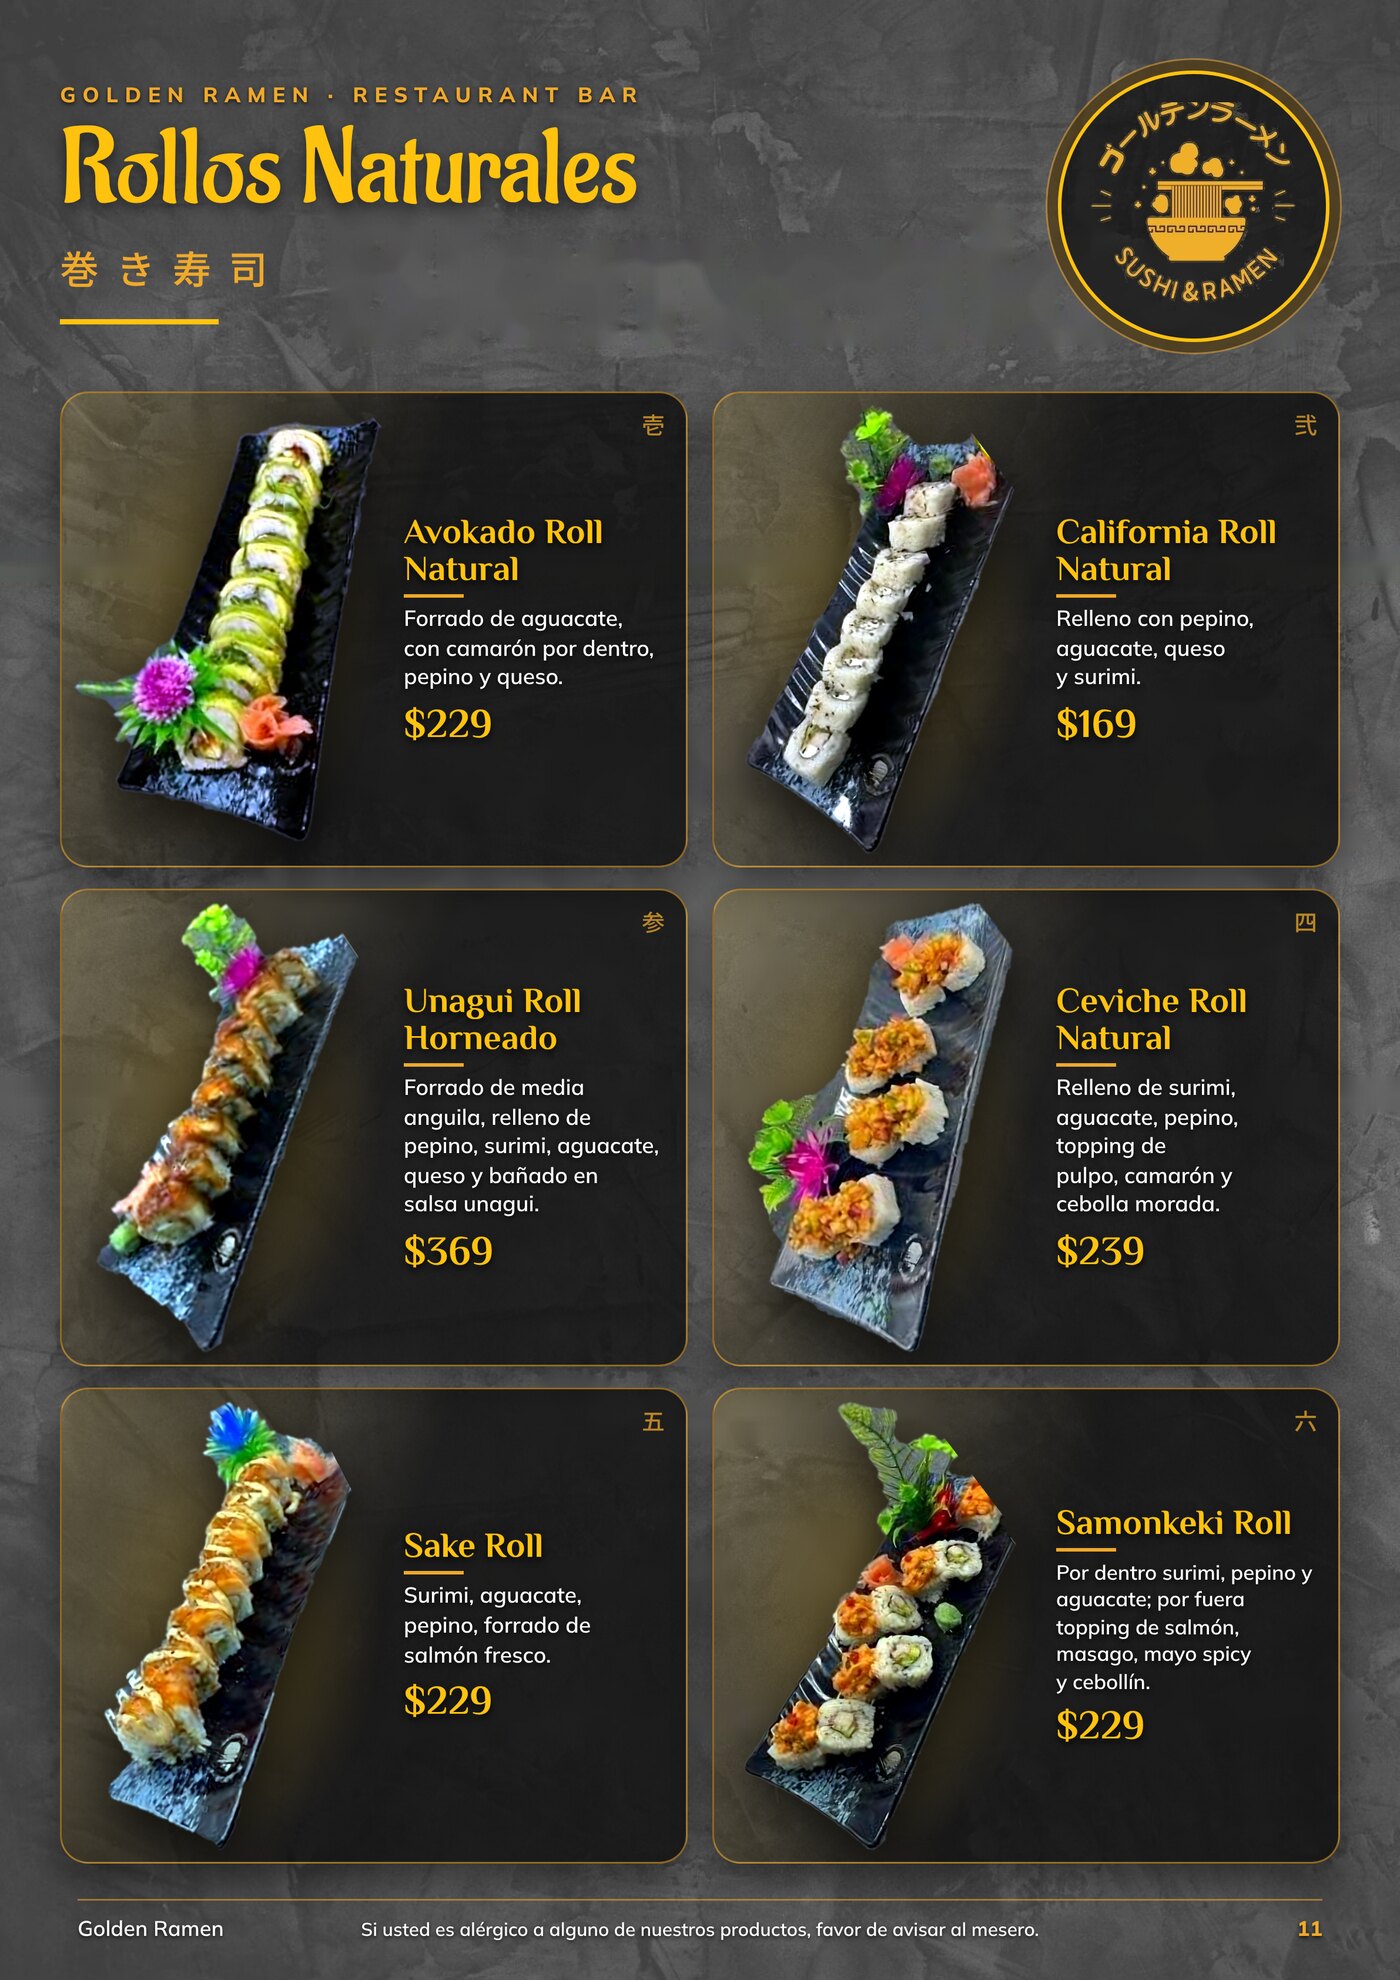 GOLDEN RAMEN · RESTAURANT BAR
Rollos Naturales
巻き寿司
ゴールデンラーメン
SUSHI & RAMEN
壱
Avokado Roll
Natural
Forrado de aguacate,
con camarón por dentro,
pepino y queso.
$229
弐
California Roll
Natural
Relleno con pepino,
aguacate, queso
y surimi.
$169
参
Unagui Roll
Horneado
Forrado de media
anguila, relleno de
pepino, surimi, aguacate,
queso y bañado en
salsa unagui.
$369
四
Ceviche Roll
Natural
Relleno de surimi,
aguacate, pepino,
topping de
pulpo, camarón y
cebolla morada.
$239
五
Sake Roll
Surimi, aguacate,
pepino, forrado de
salmón fresco.
$229
六
Samonkeki Roll
Por dentro surimi, pepino y
aguacate; por fuera
topping de salmón,
masago, mayo spicy
y cebollín.
$229
Golden Ramen
Si usted es alérgico a alguno de nuestros productos, favor de avisar al mesero.
11